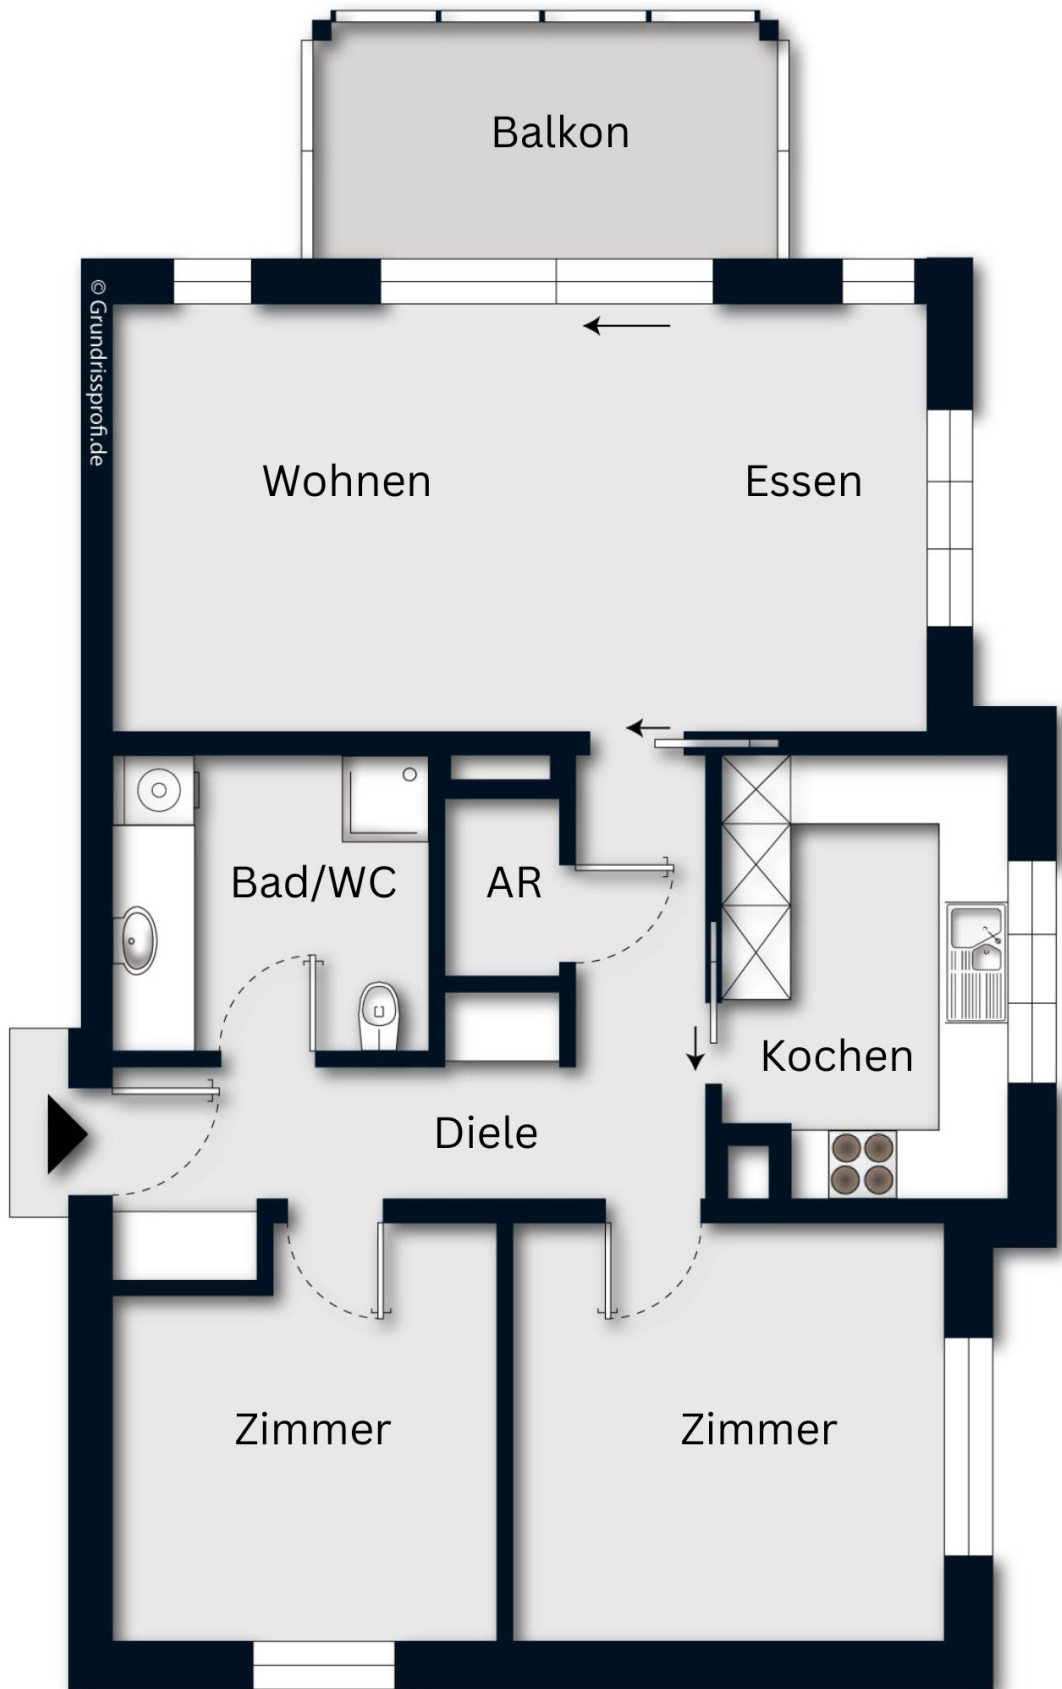 Balkon
© Grundrissprofi.de
Wohnen
Essen
Bad/WC
AR
Kochen
Diele
Zimmer
Zimmer